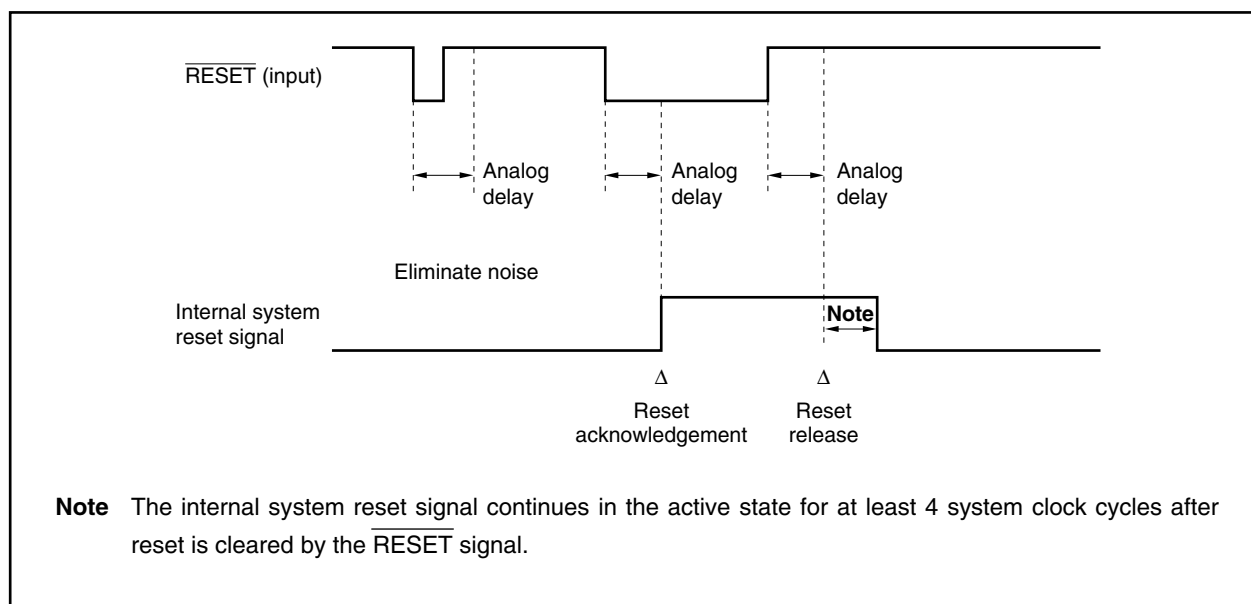 RESET (input)
Analog delay
Analog delay
Analog delay
Eliminate noise
Internal system reset signal
Note
Δ
Δ
Reset acknowledgement
Reset release
Note The internal system reset signal continues in the active state for at least 4 system clock cycles after
reset is cleared by the RESET signal.